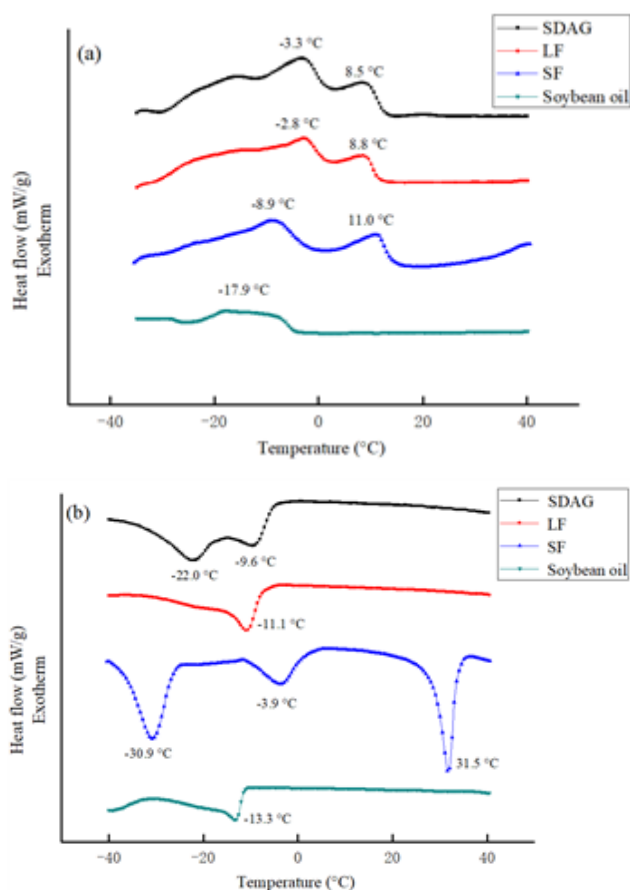 (a)
SDAG
LF
SF
Soybean oil
-3.3 °C
8.5 °C
-2.8 °C
8.8 °C
-8.9 °C
11.0 °C
-17.9 °C
Heat flow (mW/g)
Exotherm
-40
-20
0
20
40
Temperature (°C)
(b)
SDAG
LF
SF
Soybean oil
-22.0 °C
-9.6 °C
-11.1 °C
-3.9 °C
-30.9 °C
31.5 °C
-13.3 °C
Heat flow (mW/g)
Exotherm
-40
-20
0
20
40
Temperature (°C)